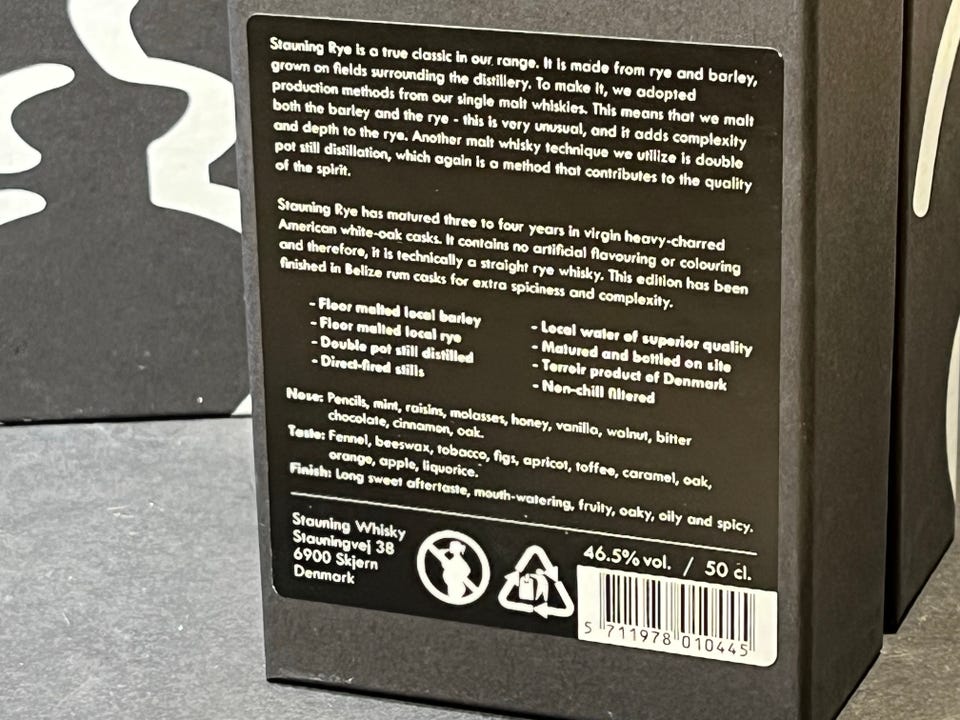 Stauning Rye is a true classic in our range. It is made from rye and barley,
grown on fields surrounding the distillery. To make it, we adopted
production methods from our single malt whiskies. This means that we malt
both the barley and the rye - this is very unusual, and it adds complexity
and depth to the rye. Another malt whisky technique we utilize is double
pot still distillation, which again is a method that contributes to the quality
of the spirit.
Stauning Rye has matured three to four years in virgin heavy-charred
American white-oak casks. It contains no artificial flavouring or colouring
and therefore, it is technically a straight rye whisky. This edition has been
finished in Belize rum casks for extra spiciness and complexity.
- Floor malted local barley
- Floor malted local rye
- Double pot still distilled
- Direct-fired stills
- Local water of superior quality
- Matured and bottled on site
- Terroir product of Denmark
- Non-chill filtered
Nose: Pencils, mint, raisins, molasses, honey, vanilla, walnut, bitter
chocolate, cinnamon, oak.
Taste: Fennel, beeswax, tobacco, figs, apricot, toffee, caramel, oak,
orange, apple, liquorice.
Finish: Long sweet aftertaste, mouth-watering, fruity, oaky, oily and spicy.
Stauning Whisky
Stauningvej 38
6900 Skjern
Denmark
46.5% vol. / 50 cl.
5 711978 010445